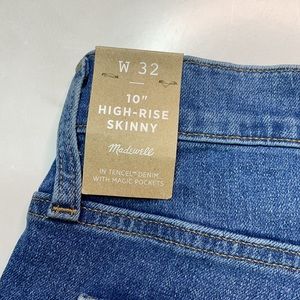 W 32
10"
HIGH-RISE
SKINNY
Madewell
IN TENCEL™ DENIM
WITH MAGIC POCKETS